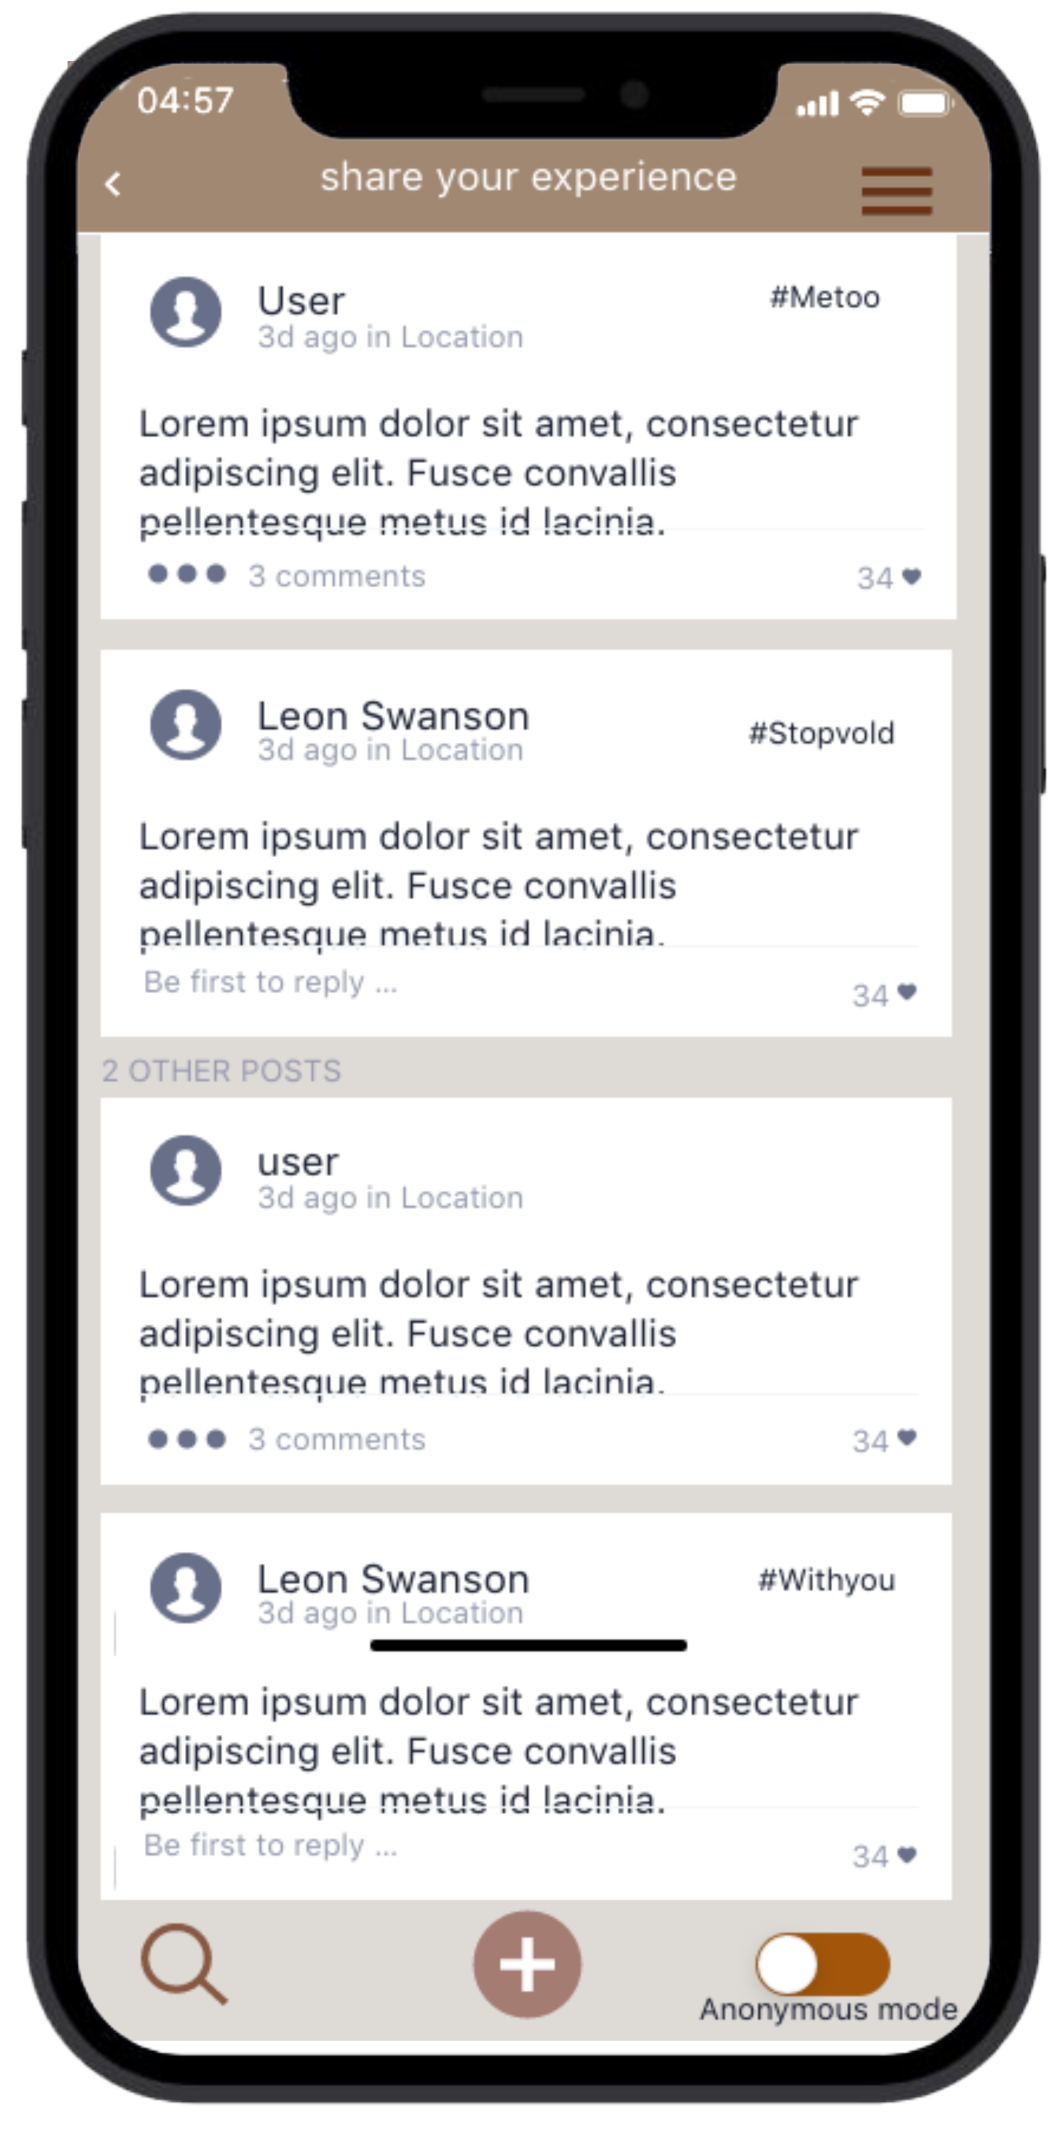 04:57
share your experience
User
#Metoo
3d ago in Location
Lorem ipsum dolor sit amet, consectetur
adipiscing elit. Fusce convallis
pellentesque metus id lacinia.
3 comments
34
Leon Swanson
#Stopvold
3d ago in Location
Lorem ipsum dolor sit amet, consectetur
adipiscing elit. Fusce convallis
pellentesque metus id lacinia.
Be first to reply ...
34
2 OTHER POSTS
user
3d ago in Location
Lorem ipsum dolor sit amet, consectetur
adipiscing elit. Fusce convallis
pellentesque metus id lacinia.
3 comments
34
Leon Swanson
#Withyou
3d ago in Location
Lorem ipsum dolor sit amet, consectetur
adipiscing elit. Fusce convallis
pellentesque metus id lacinia.
Be first to reply ...
34
Anonymous mode